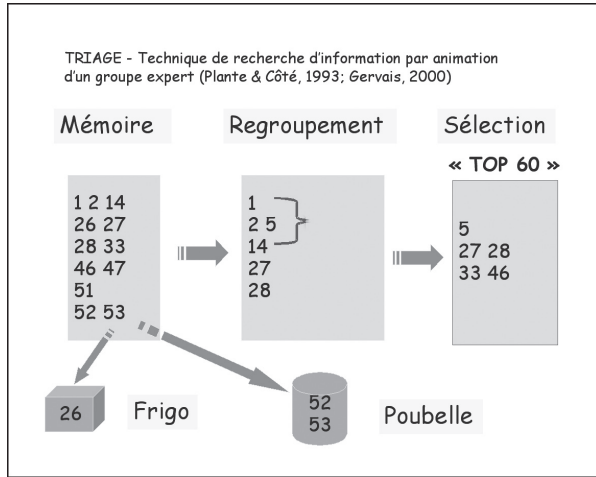 TRIAGE - Technique de recherche d'information par animation
d'un groupe expert (Plante & Côté, 1993; Gervais, 2000)
Mémoire
Regroupement
Sélection
« TOP 60 »
1 2 14
26 27
28 33
46 47
51
52 53
1
2 5
14
27
28
5
27 28
33 46
26
Frigo
52
53
Poubelle